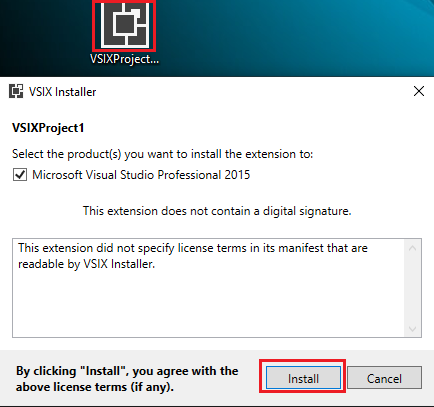 VSIXProject...
VSIX Installer
VSIXProject1
Select the product(s) you want to install the extension to:
Microsoft Visual Studio Professional 2015
This extension does not contain a digital signature.
This extension did not specify license terms in its manifest that are
readable by VSIX Installer.
By clicking "Install", you agree with the
above license terms (if any).
Install
Cancel